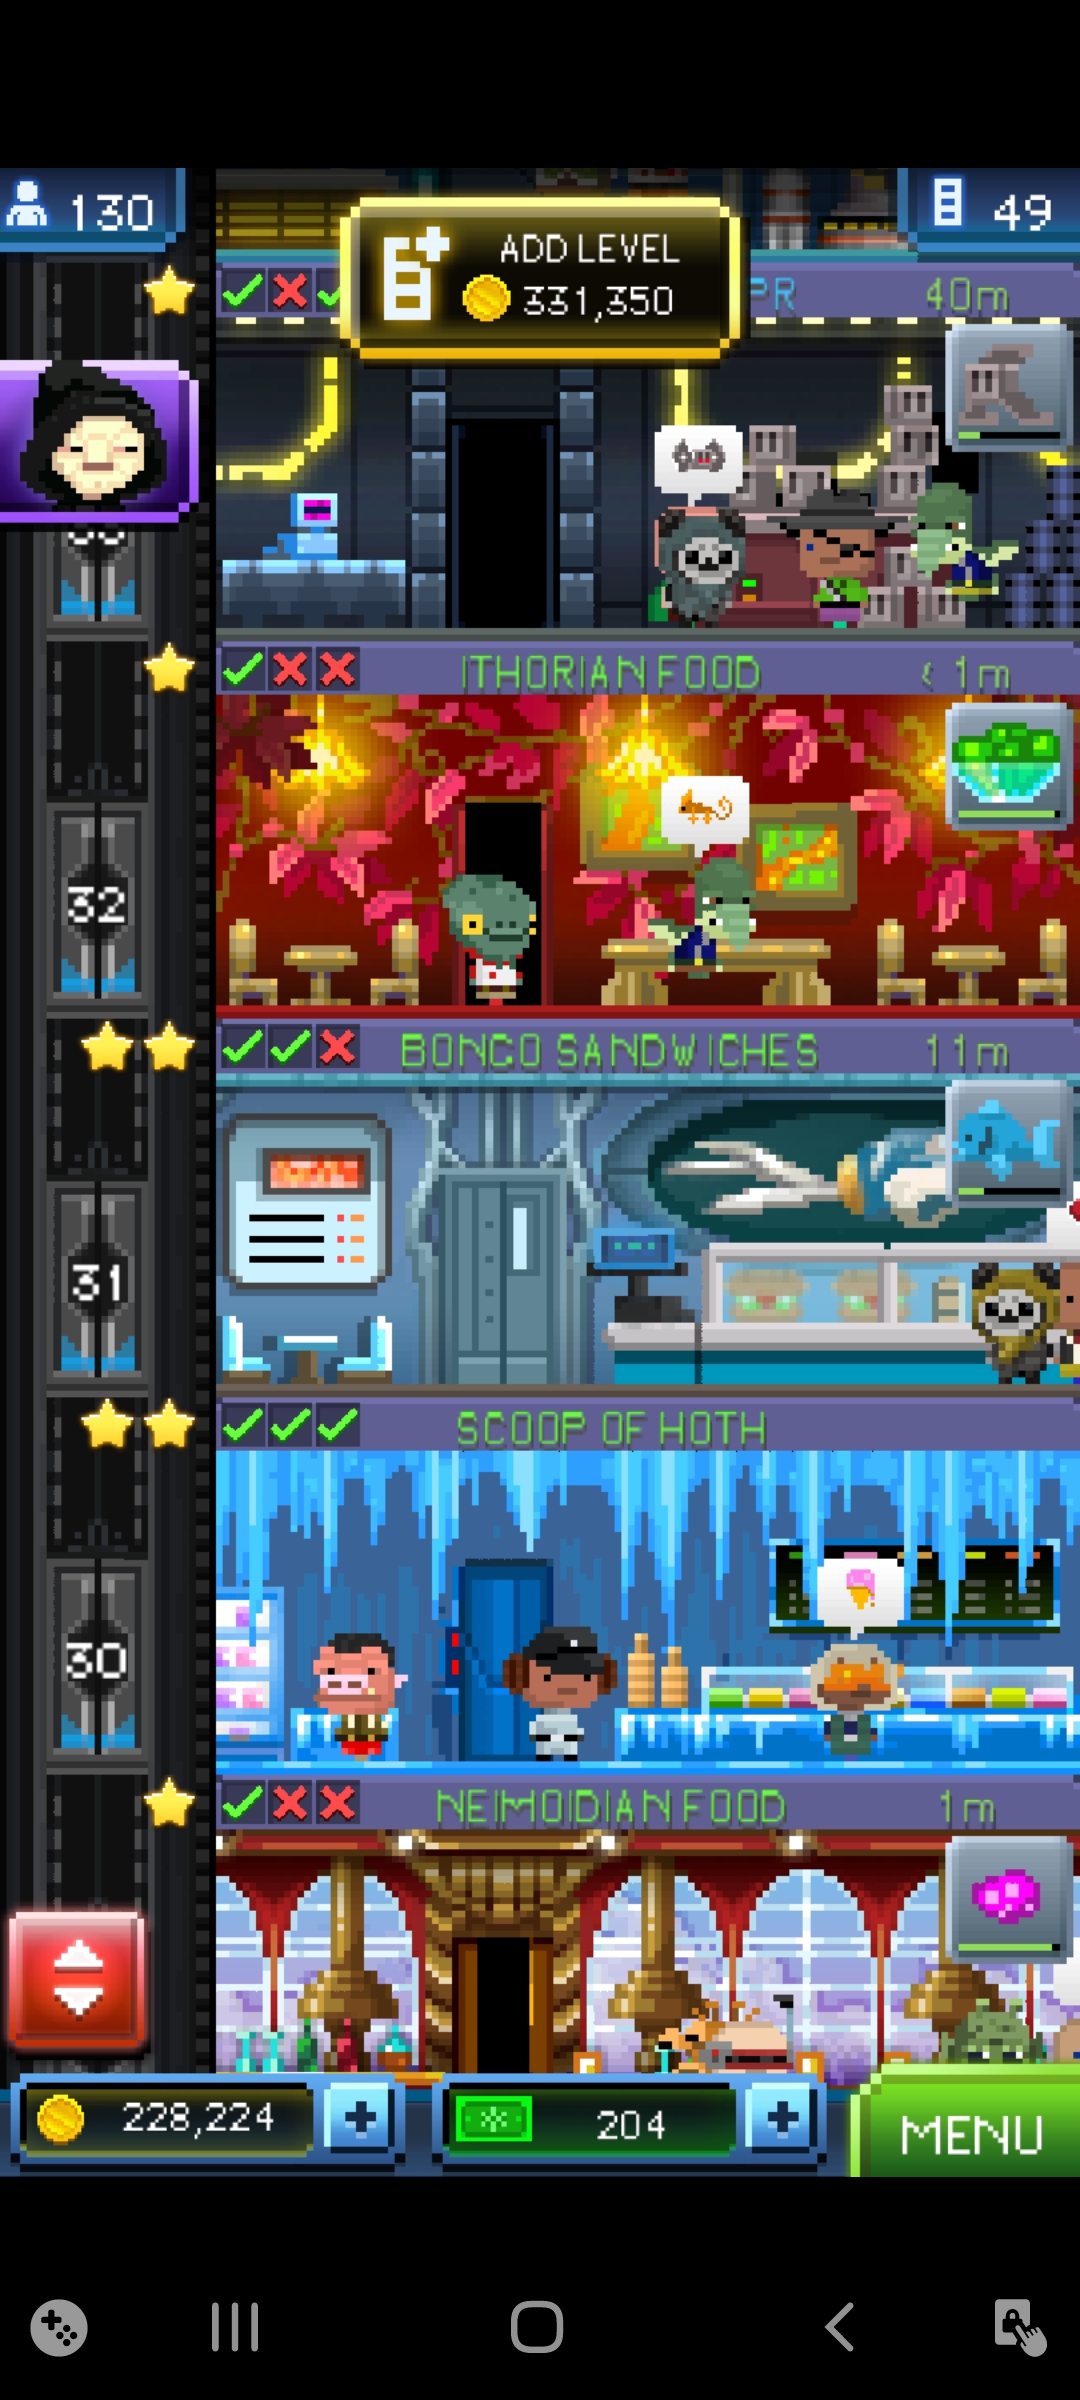 130
ADD LEVEL
331,350
49
PR
40m
ITHORIAN FOOD
< 1m
32
BONGO SANDWICHES
11m
31
SCOOP OF HOTH
30
NEIMOIDIAN FOOD
1m
228,224
+
204
+
MENU